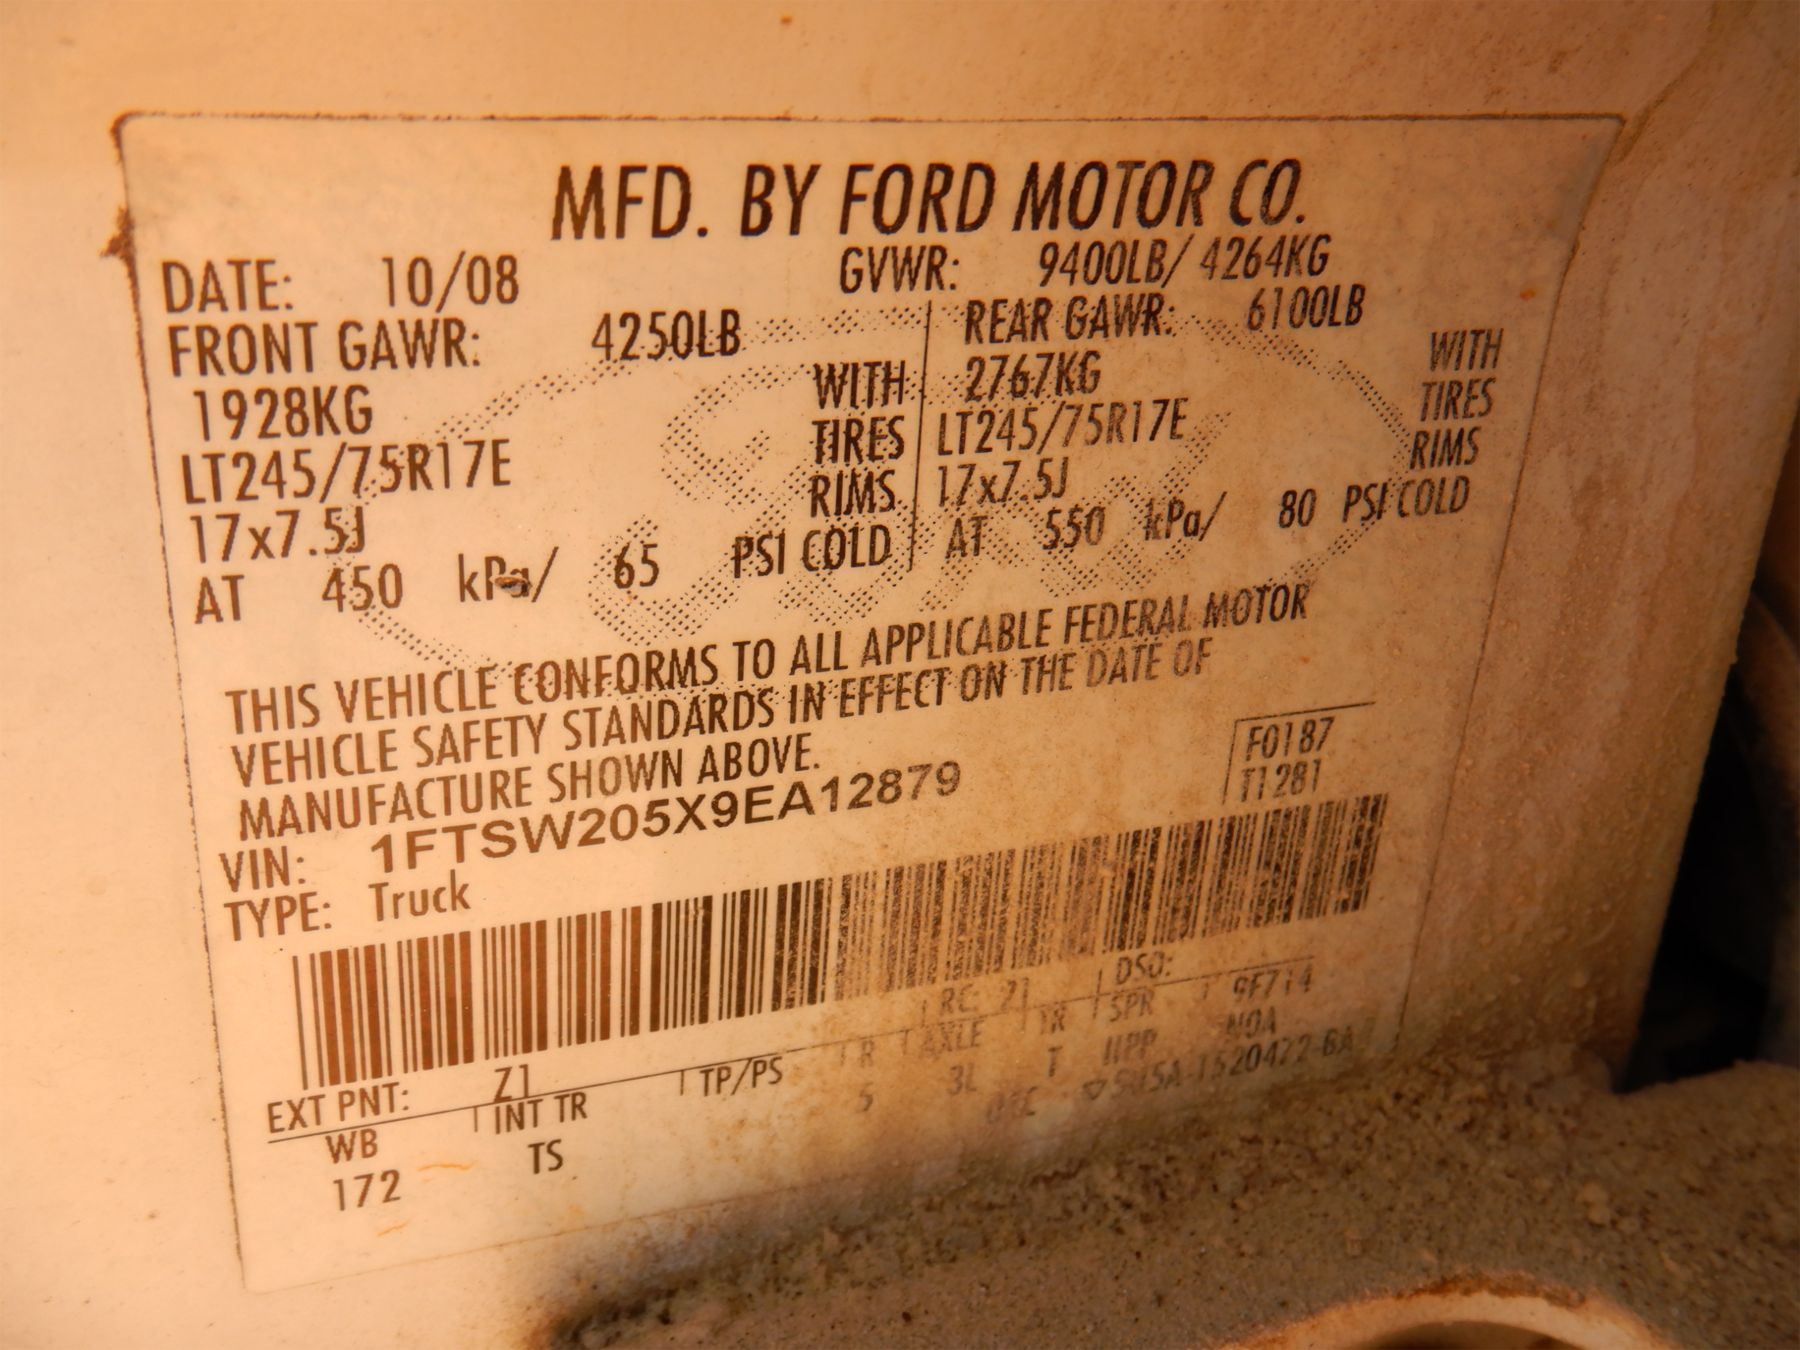 MFD. BY FORD MOTOR CO.
DATE: 10/08 GVWR: 9400LB/ 4264KG
FRONT GAWR: 4250LB
1928KG WITH
LT245/75R17E TIRES
17x7.5J RIMS
AT 450 kPa/ 65 PSI COLD
REAR GAWR: 6100LB
2767KG WITH
LT245/75R17E TIRES
17x7.5J RIMS
AT 550 kPa/ 80 PSI COLD
THIS VEHICLE CONFORMS TO ALL APPLICABLE FEDERAL MOTOR
VEHICLE SAFETY STANDARDS IN EFFECT ON THE DATE OF
MANUFACTURE SHOWN ABOVE.
F0187
T1281
VIN: 1FTSW205X9EA12879
TYPE: Truck
EXT PNT: Z1 RC: 71 DSO:
WB INT TR TP/PS R AXLE TR SPR 9F714
172 TS 5 3L T NOA